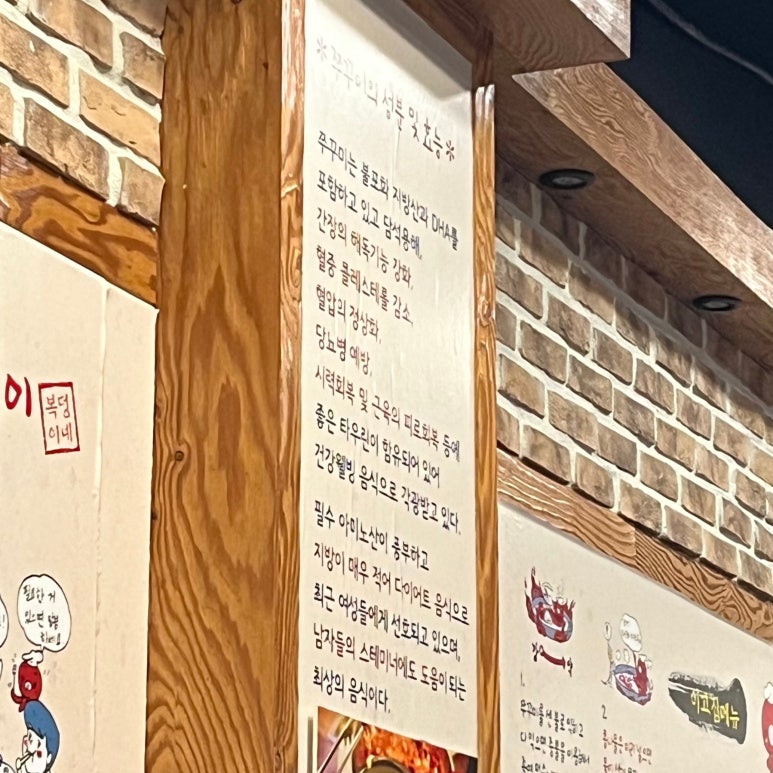 *쭈꾸미의 성분 및 효능*
쭈꾸미는 불포화 지방산과 DHA를
포함하고 있고 담석용해,
간장의 해독기능 강화,
혈중 콜레스테롤 감소,
혈압의 정상화,
당뇨병 예방,
시력회복 및 근육의 피로회복 등에
좋은 타우린이 함유되어 있어
건강웰빙 음식으로 각광받고 있다.
필수 아미노산이 풍부하고
지방이 매우 적어 다이어트 음식으로
최근 여성들에게 선호되고 있으며,
남자들의 스테미너에도 도움이 되는
최상의 음식이다.
이
복덩
이네
필요한 거
있으면
1.
2.